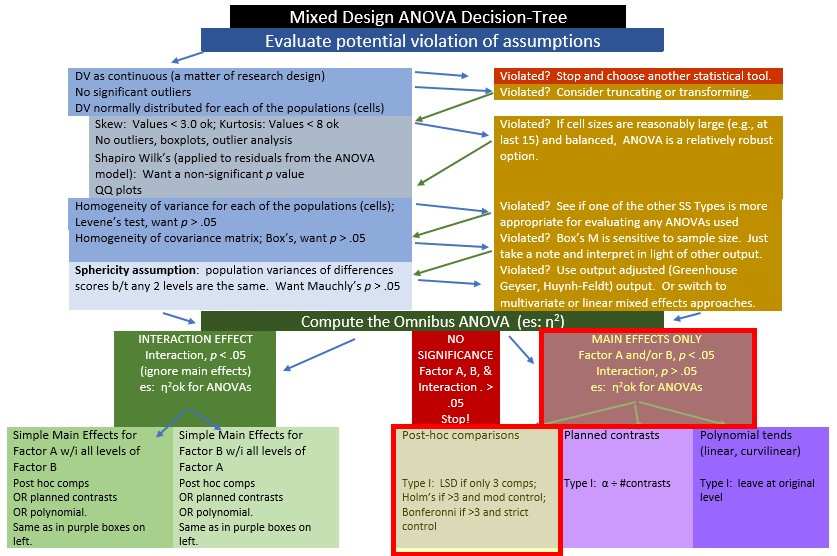 Mixed Design ANOVA Decision-Tree
Evaluate potential violation of assumptions
DV as continuous (a matter of research design)
No significant outliers
DV normally distributed for each of the populations (cells)
Skew:  Values < 3.0 ok; Kurtosis: Values < 8 ok
No outliers, boxplots, outlier analysis
Shapiro Wilk's (applied to residuals from the ANOVA
model):  Want a non-significant p value
QQ plots
Homogeneity of variance for each of the populations (cells);
Levene's test, want p > .05
Homogeneity of covariance matrix; Box's, want p > .05
Sphericity assumption:  population variances of differences
scores b/t any 2 levels are the same.  Want Mauchly's p > .05
Violated?  Stop and choose another statistical tool.
Violated?  Consider truncating or transforming.
Violated?  If cell sizes are reasonably large (e.g., at
last 15) and balanced,  ANOVA is a relatively robust
option.
Violated?  See if one of the other SS Types is more
appropriate for evaluating any ANOVAs used
Violated?  Box's M is sensitive to sample size.  Just
take a note and interpret in light of other output.
Violated?  Use output adjusted (Greenhouse
Geyser, Huynh-Feldt) output.  Or switch to
multivariate or linear mixed effects approaches.
Compute the Omnibus ANOVA  (es: η²)
INTERACTION EFFECT
Interaction, p < .05
(ignore main effects)
es:  η²ok for ANOVAs
NO
SIGNIFICANCE
Factor A, B, &
Interaction . >
.05
Stop!
MAIN EFFECTS ONLY
Factor A and/or B, p < .05
Interaction, p > .05
es:  η²ok for ANOVAs
Simple Main Effects for
Factor A w/i all levels of
Factor B
Post hoc comps
OR planned contrasts
OR polynomial.
Same as in purple boxes on
left.
Simple Main Effects for
Factor B w/i all levels of
Factor A
Post hoc comps
OR planned contrasts
OR polynomial.
Same as in purple boxes on
left.
Post-hoc comparisons
Type I:  LSD if only 3 comps;
Holm's if >3 and mod control;
Bonferonni if >3 and strict
control
Planned contrasts
Type I:  α ÷ #contrasts
Polynomial tends
(linear, curvilinear)
Type I:  leave at original
level